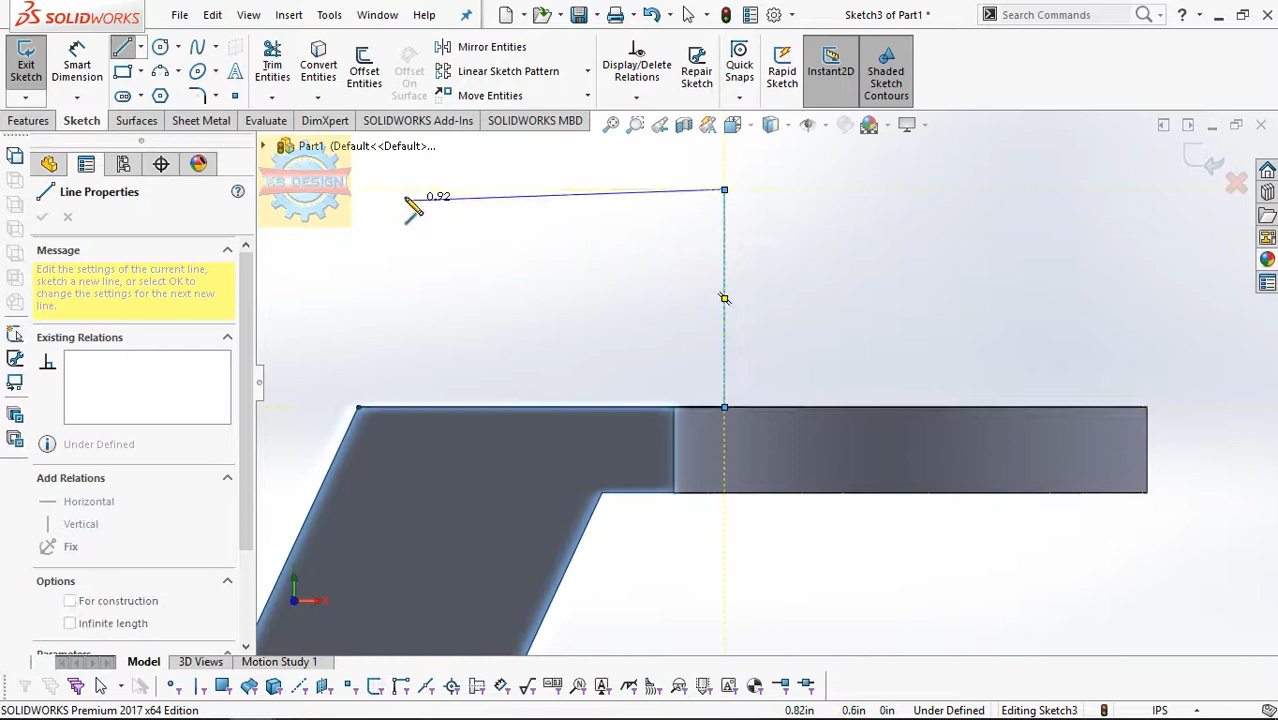 SOLIDWORKS
File Edit View Insert Tools Window Help
Sketch3 of Part1 *
Search Commands
Exit Sketch
Smart Dimension
Trim Entities
Convert Entities
Offset Entities
Offset On Surface
Mirror Entities
Linear Sketch Pattern
Move Entities
Display/Delete Relations
Repair Sketch
Quick Snaps
Rapid Sketch
Instant2D
Shaded Sketch Contours
Features Sketch Surfaces Sheet Metal Evaluate DimXpert SOLIDWORKS Add-Ins SOLIDWORKS MBD
Part1 (Default<<Default>...
DESIGN
0.92
Line Properties
Message
Edit the settings of the current line, sketch a new line, or select OK to change the settings for the next new line.
Existing Relations
Under Defined
Add Relations
Horizontal
Vertical
Fix
Options
For construction
Infinite length
X
Model 3D Views Motion Study 1
SOLIDWORKS Premium 2017 x64 Edition
0.82in 0.6in 0in Under Defined Editing Sketch3 IPS